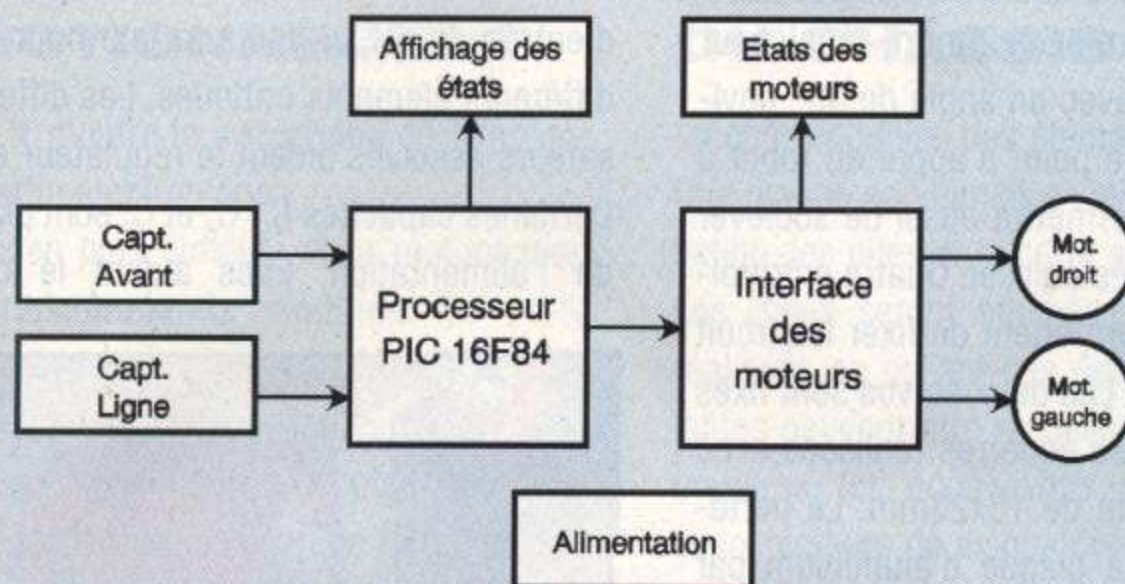 Affichage des
états
Etats des
moteurs
Capt.
Avant
Capt.
Ligne
Processeur
PIC 16F84
Interface
des
moteurs
Mot.
droit
Mot.
gauche
Alimentation